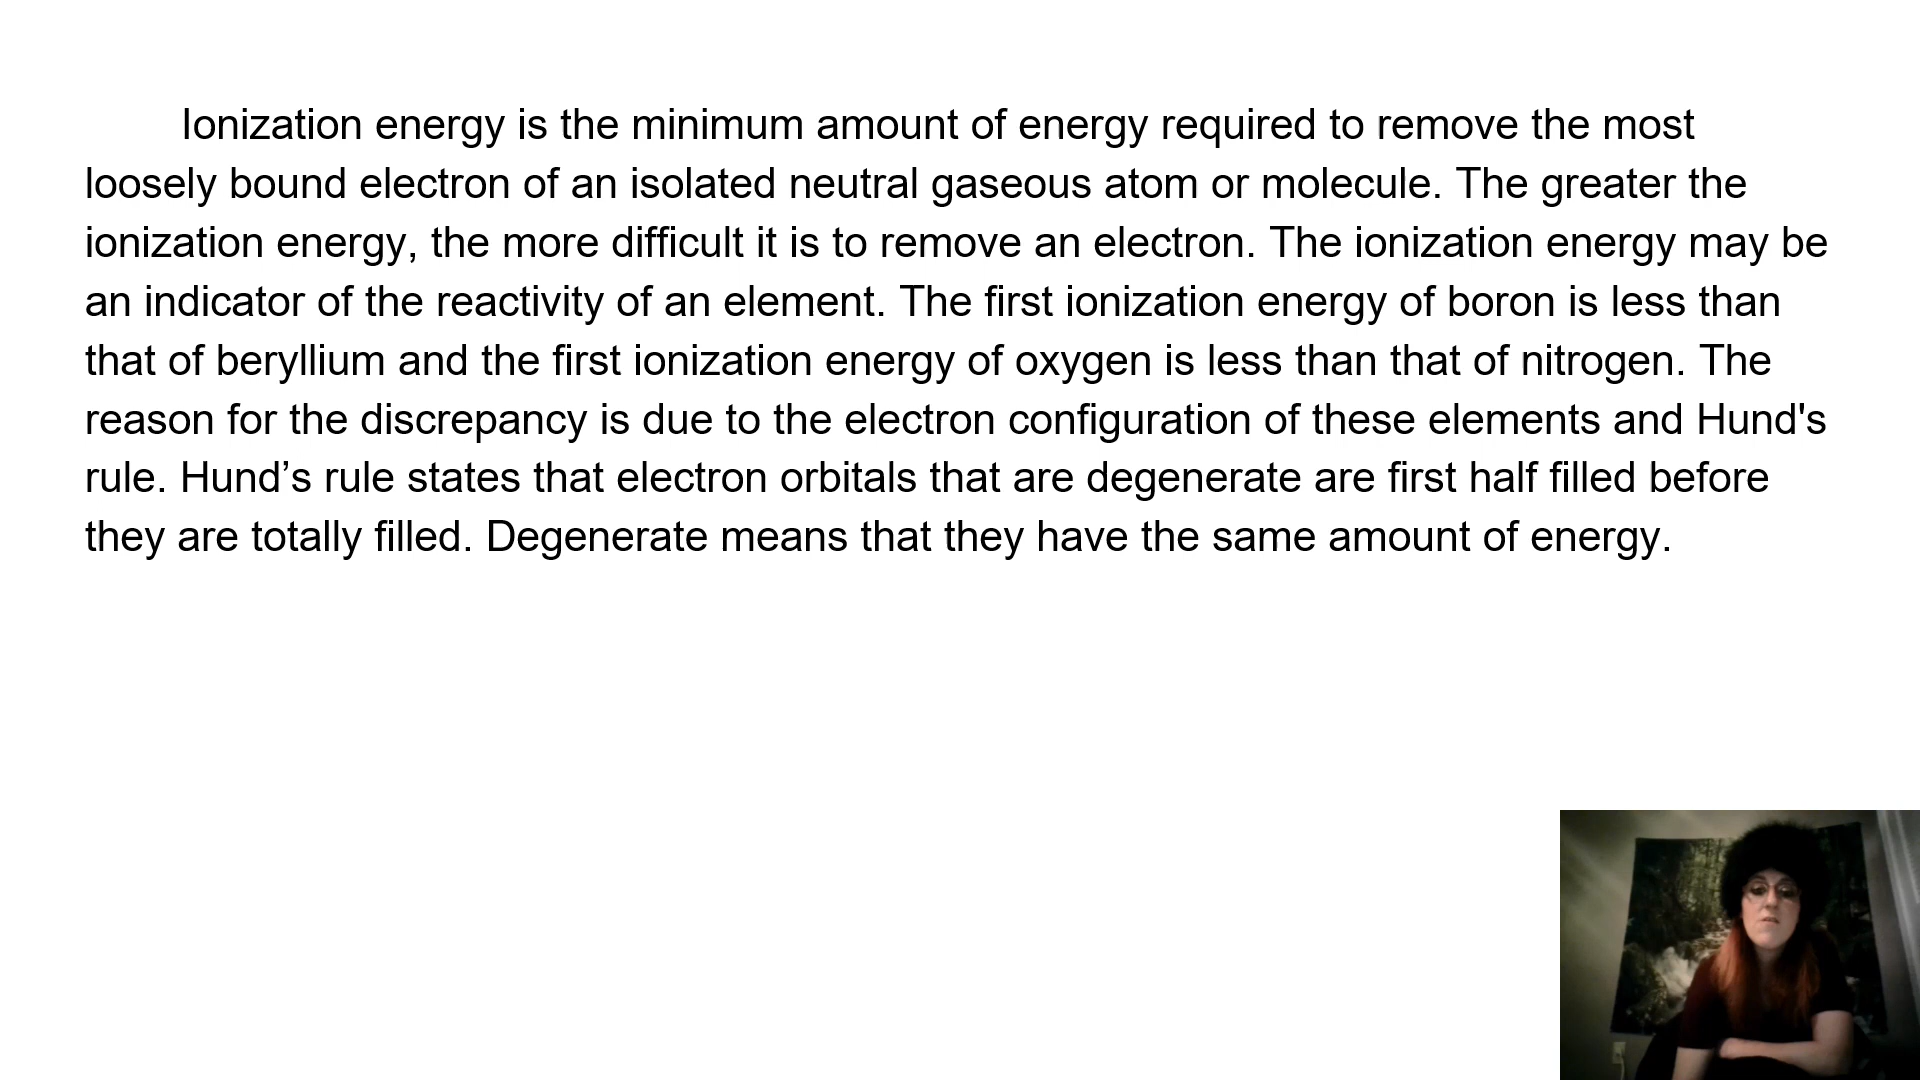 Ionization energy is the minimum amount of energy required to remove the most
loosely bound electron of an isolated neutral gaseous atom or molecule. The greater the
ionization energy, the more difficult it is to remove an electron. The ionization energy may be
an indicator of the reactivity of an element. The first ionization energy of boron is less than
that of beryllium and the first ionization energy of oxygen is less than that of nitrogen. The
reason for the discrepancy is due to the electron configuration of these elements and Hund's
rule. Hund’s rule states that electron orbitals that are degenerate are first half filled before
they are totally filled. Degenerate means that they have the same amount of energy.